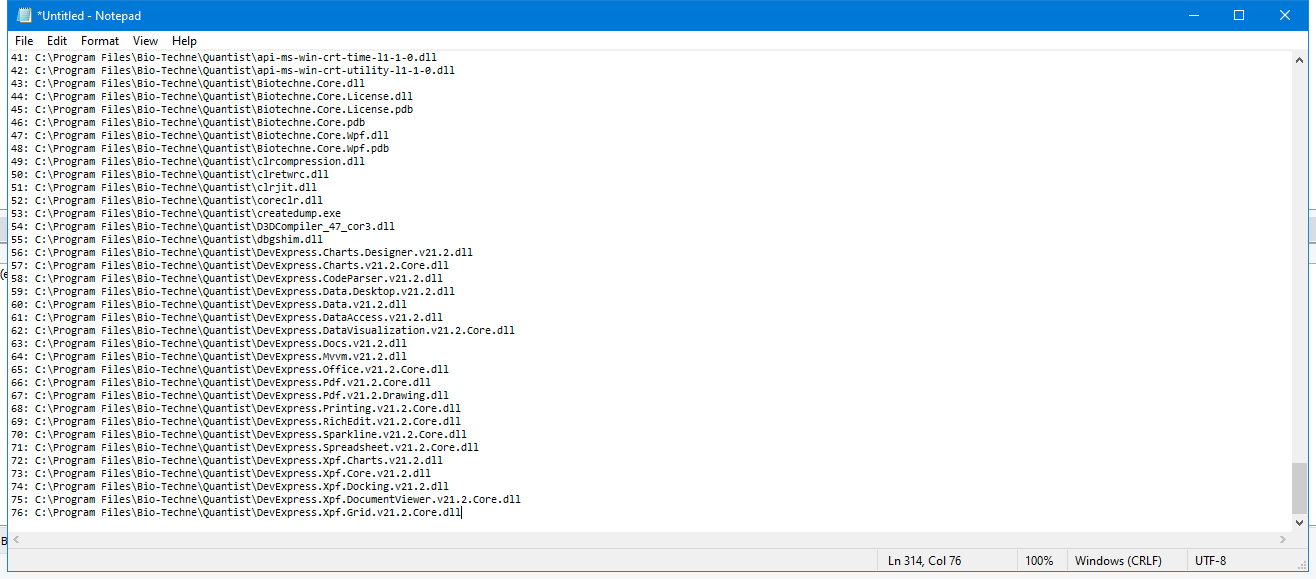 *Untitled - Notepad
File Edit Format View Help
41: C:\Program Files\Bio-Techne\Quantist\api-ms-win-crt-time-l1-1-0.dll
42: C:\Program Files\Bio-Techne\Quantist\api-ms-win-crt-utility-l1-1-0.dll
43: C:\Program Files\Bio-Techne\Quantist\Biotechne.Core.dll
44: C:\Program Files\Bio-Techne\Quantist\Biotechne.Core.License.dll
45: C:\Program Files\Bio-Techne\Quantist\Biotechne.Core.License.pdb
46: C:\Program Files\Bio-Techne\Quantist\Biotechne.Core.pdb
47: C:\Program Files\Bio-Techne\Quantist\Biotechne.Core.Wpf.dll
48: C:\Program Files\Bio-Techne\Quantist\Biotechne.Core.Wpf.pdb
49: C:\Program Files\Bio-Techne\Quantist\clrcompression.dll
50: C:\Program Files\Bio-Techne\Quantist\clretwrc.dll
51: C:\Program Files\Bio-Techne\Quantist\clrjit.dll
52: C:\Program Files\Bio-Techne\Quantist\coreclr.dll
53: C:\Program Files\Bio-Techne\Quantist\createdump.exe
54: C:\Program Files\Bio-Techne\Quantist\D3DCompiler_47_cor3.dll
55: C:\Program Files\Bio-Techne\Quantist\dbgshim.dll
56: C:\Program Files\Bio-Techne\Quantist\DevExpress.Charts.Designer.v21.2.dll
57: C:\Program Files\Bio-Techne\Quantist\DevExpress.Charts.v21.2.Core.dll
58: C:\Program Files\Bio-Techne\Quantist\DevExpress.CodeParser.v21.2.dll
59: C:\Program Files\Bio-Techne\Quantist\DevExpress.Data.Desktop.v21.2.dll
60: C:\Program Files\Bio-Techne\Quantist\DevExpress.Data.v21.2.dll
61: C:\Program Files\Bio-Techne\Quantist\DevExpress.DataAccess.v21.2.dll
62: C:\Program Files\Bio-Techne\Quantist\DevExpress.DataVisualization.v21.2.Core.dll
63: C:\Program Files\Bio-Techne\Quantist\DevExpress.Docs.v21.2.dll
64: C:\Program Files\Bio-Techne\Quantist\DevExpress.Mvvm.v21.2.dll
65: C:\Program Files\Bio-Techne\Quantist\DevExpress.Office.v21.2.Core.dll
66: C:\Program Files\Bio-Techne\Quantist\DevExpress.Pdf.v21.2.Core.dll
67: C:\Program Files\Bio-Techne\Quantist\DevExpress.Pdf.v21.2.Drawing.dll
68: C:\Program Files\Bio-Techne\Quantist\DevExpress.Printing.v21.2.Core.dll
69: C:\Program Files\Bio-Techne\Quantist\DevExpress.RichEdit.v21.2.Core.dll
70: C:\Program Files\Bio-Techne\Quantist\DevExpress.Sparkline.v21.2.Core.dll
71: C:\Program Files\Bio-Techne\Quantist\DevExpress.Spreadsheet.v21.2.Core.dll
72: C:\Program Files\Bio-Techne\Quantist\DevExpress.Xpf.Charts.v21.2.dll
73: C:\Program Files\Bio-Techne\Quantist\DevExpress.Xpf.Core.v21.2.dll
74: C:\Program Files\Bio-Techne\Quantist\DevExpress.Xpf.Docking.v21.2.dll
75: C:\Program Files\Bio-Techne\Quantist\DevExpress.Xpf.DocumentViewer.v21.2.Core.dll
76: C:\Program Files\Bio-Techne\Quantist\DevExpress.Xpf.Grid.v21.2.Core.dll
Ln 314, Col 76 100% Windows (CRLF) UTF-8